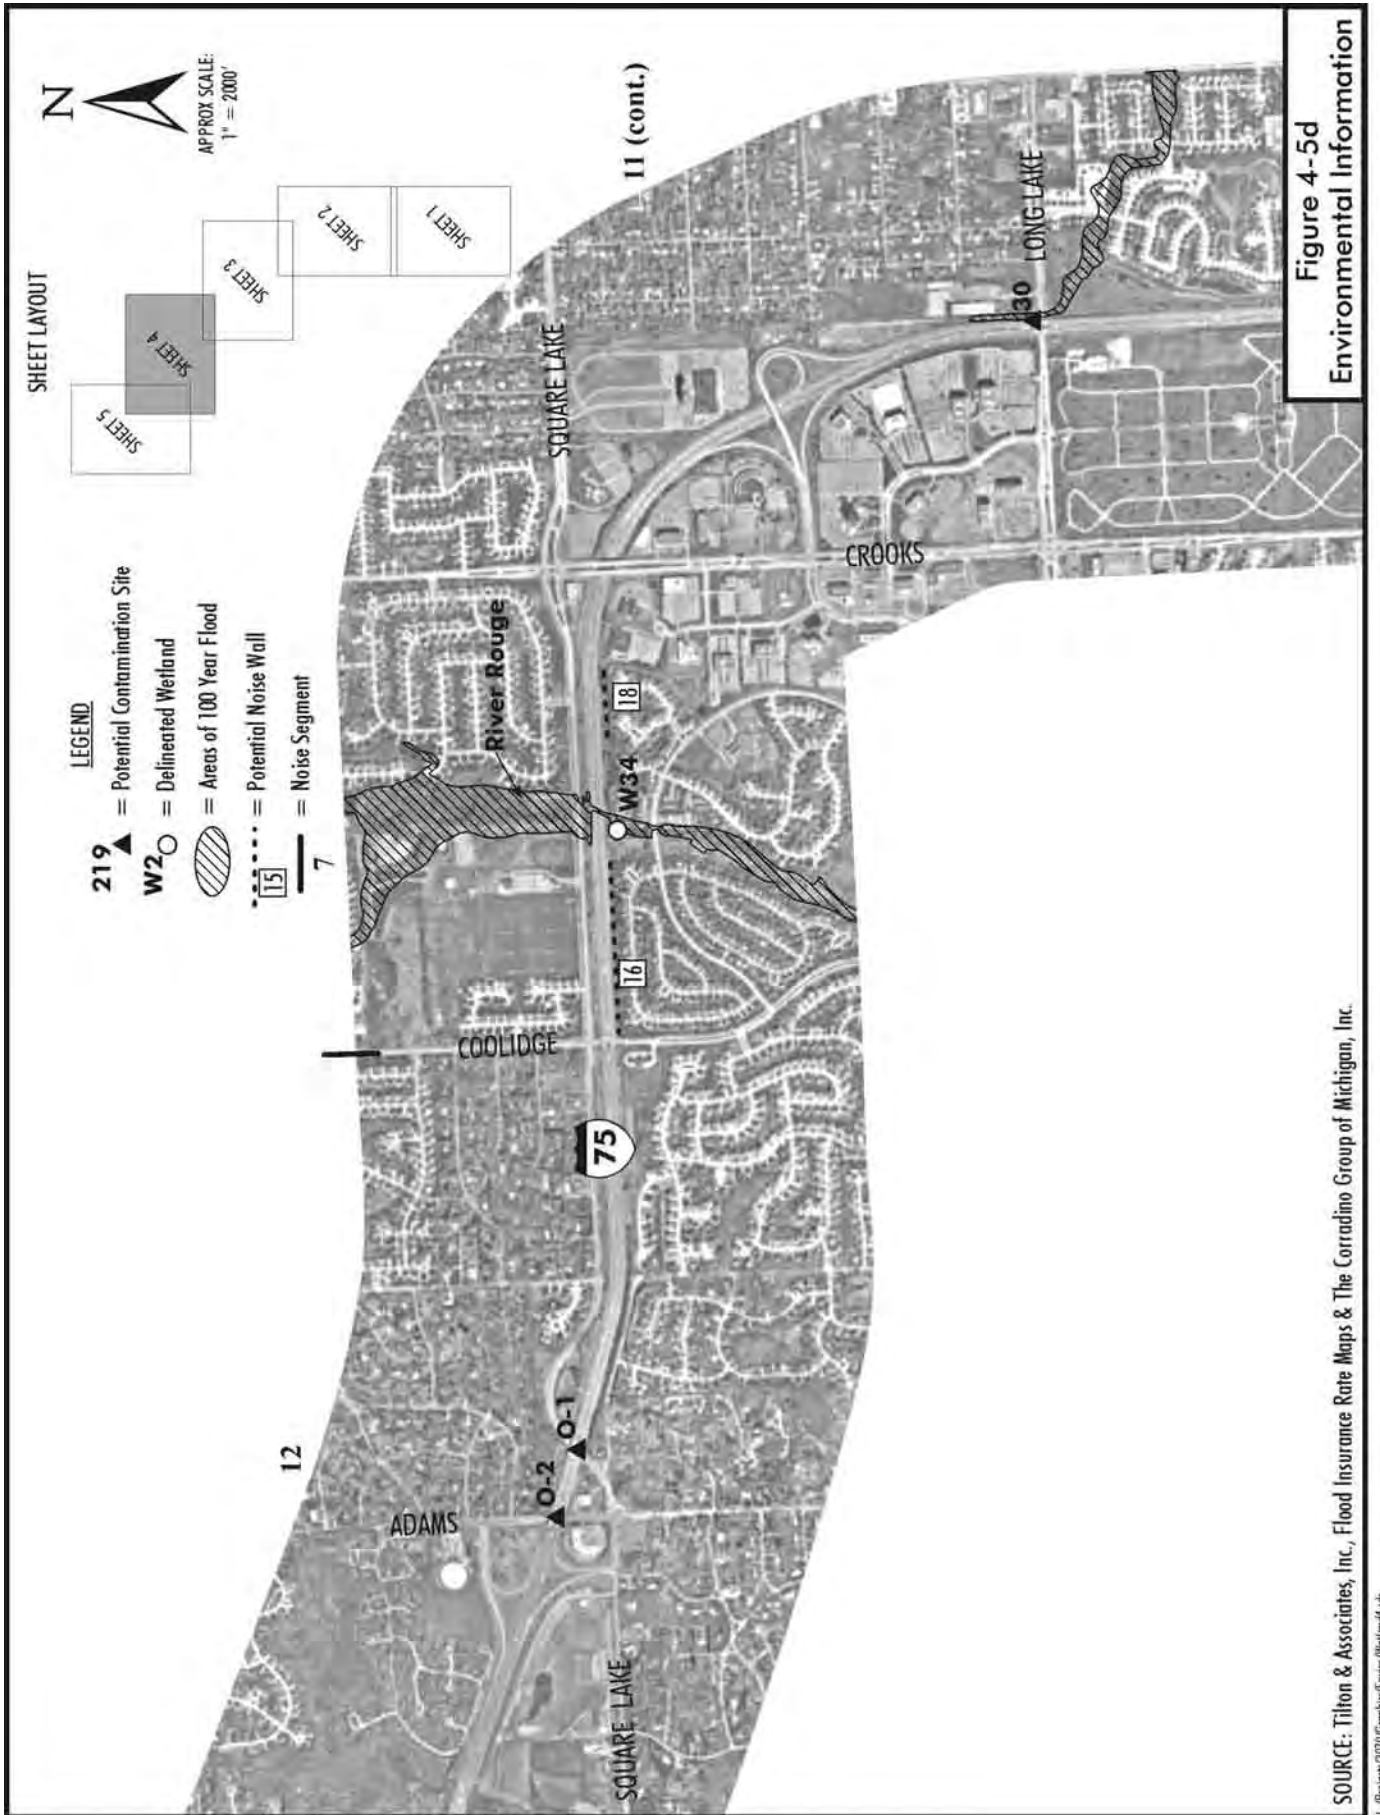 N
APPROX SCALE:
1" = 2000'
SHEET LAYOUT
SHEET 5
SHEET 4
SHEET 3
SHEET 2
SHEET 1
LEGEND
219 = Potential Contamination Site
W2 = Delineated Wetland
= Areas of 100 Year Flood
15 = Potential Noise Wall
7 = Noise Segment
12
11 (cont.)
ADAMS
O-2
O-1
SQUARE LAKE
75
COOLIDGE
16
W34
18
River Rouge
SQUARE LAKE
CROOKS
30
LONG LAKE
Figure 4-5d
Environmental Information
SOURCE: Tilton & Associates, Inc., Flood Insurance Rate Maps & The Corradino Group of Michigan, Inc.